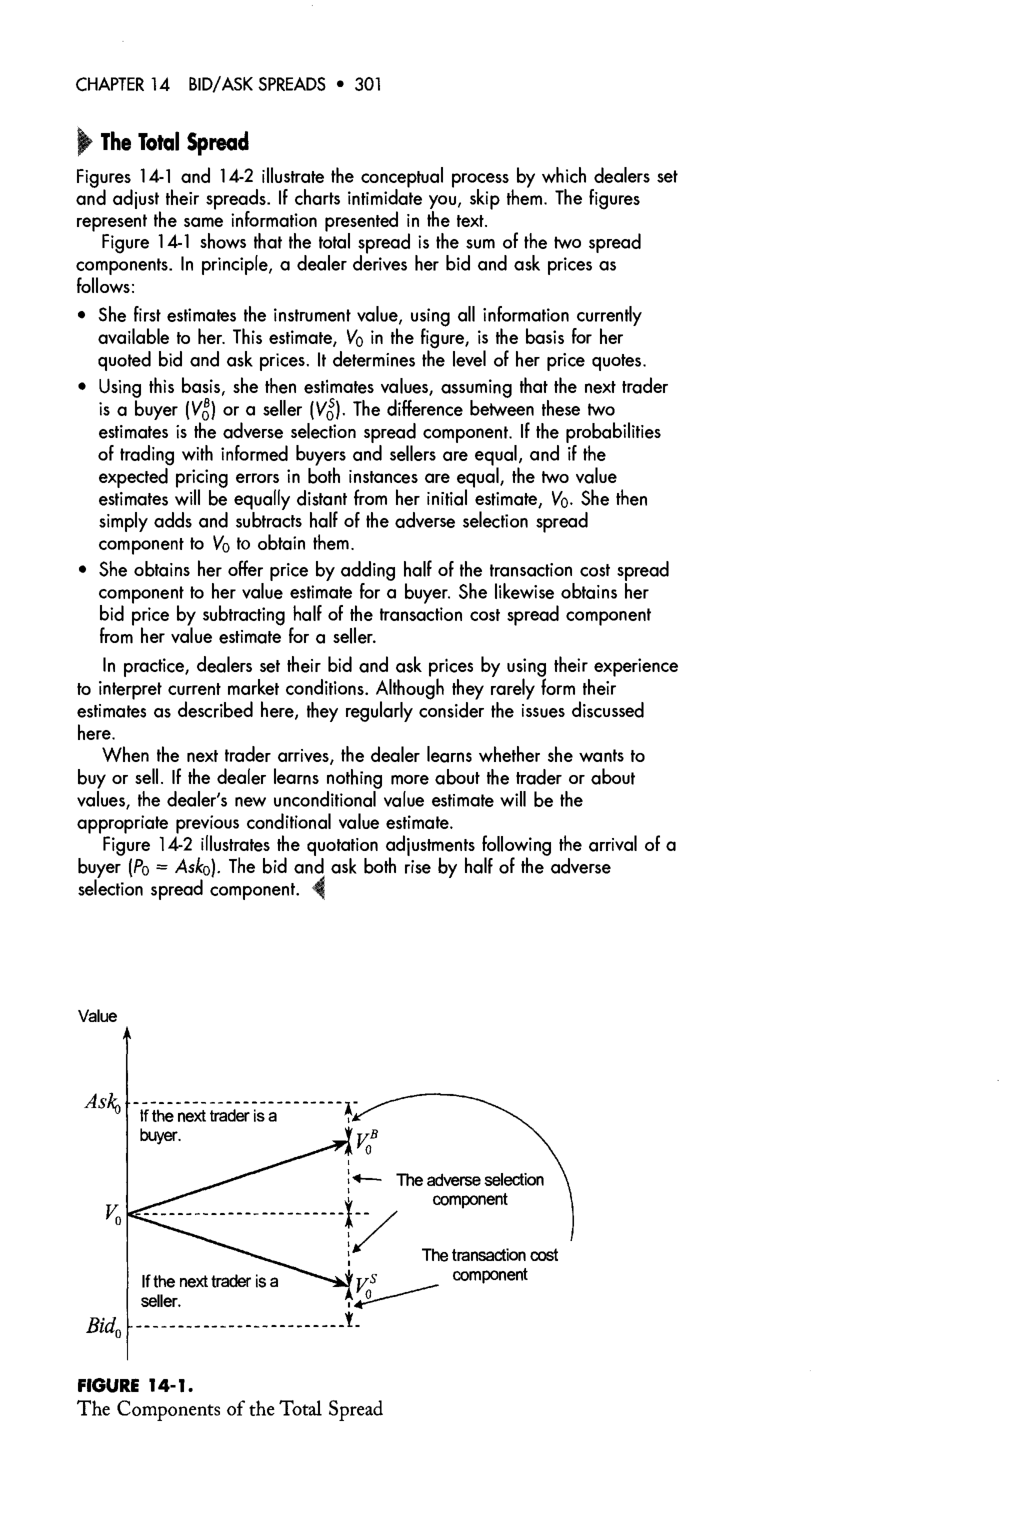 CHAPTER 14 BID/ASK SPREADS • 301
The Total Spread
Figures 14-1 and 14-2 illustrate the conceptual process by which dealers set
and adjust their spreads. If charts intimidate you, skip them. The figures
represent the same information presented in the text.
Figure 14-1 shows that the total spread is the sum of the two spread
components. In principle, a dealer derives her bid and ask prices as
follows:
• She first estimates the instrument value, using all information currently
available to her. This estimate, V₀ in the figure, is the basis for her
quoted bid and ask prices. It determines the level of her price quotes.
• Using this basis, she then estimates values, assuming that the next trader
is a buyer (V₀ᴮ) or a seller (V₀ˢ). The difference between these two
estimates is the adverse selection spread component. If the probabilities
of trading with informed buyers and sellers are equal, and if the
expected pricing errors in both instances are equal, the two value
estimates will be equally distant from her initial estimate, V₀. She then
simply adds and subtracts half of the adverse selection spread
component to V₀ to obtain them.
• She obtains her offer price by adding half of the transaction cost spread
component to her value estimate for a buyer. She likewise obtains her
bid price by subtracting half of the transaction cost spread component
from her value estimate for a seller.
In practice, dealers set their bid and ask prices by using their experience
to interpret current market conditions. Although they rarely form their
estimates as described here, they regularly consider the issues discussed
here.
When the next trader arrives, the dealer learns whether she wants to
buy or sell. If the dealer learns nothing more about the trader or about
values, the dealer's new unconditional value estimate will be the
appropriate previous conditional value estimate.
Figure 14-2 illustrates the quotation adjustments following the arrival of a
buyer (P₀ = Ask₀). The bid and ask both rise by half of the adverse
selection spread component.
Value
Ask₀
If the next trader is a
buyer.
V₀ᴮ
The adverse selection
component
V₀
The transaction cost
component
If the next trader is a
seller.
V₀ˢ
Bid₀
FIGURE 14-1.
The Components of the Total Spread